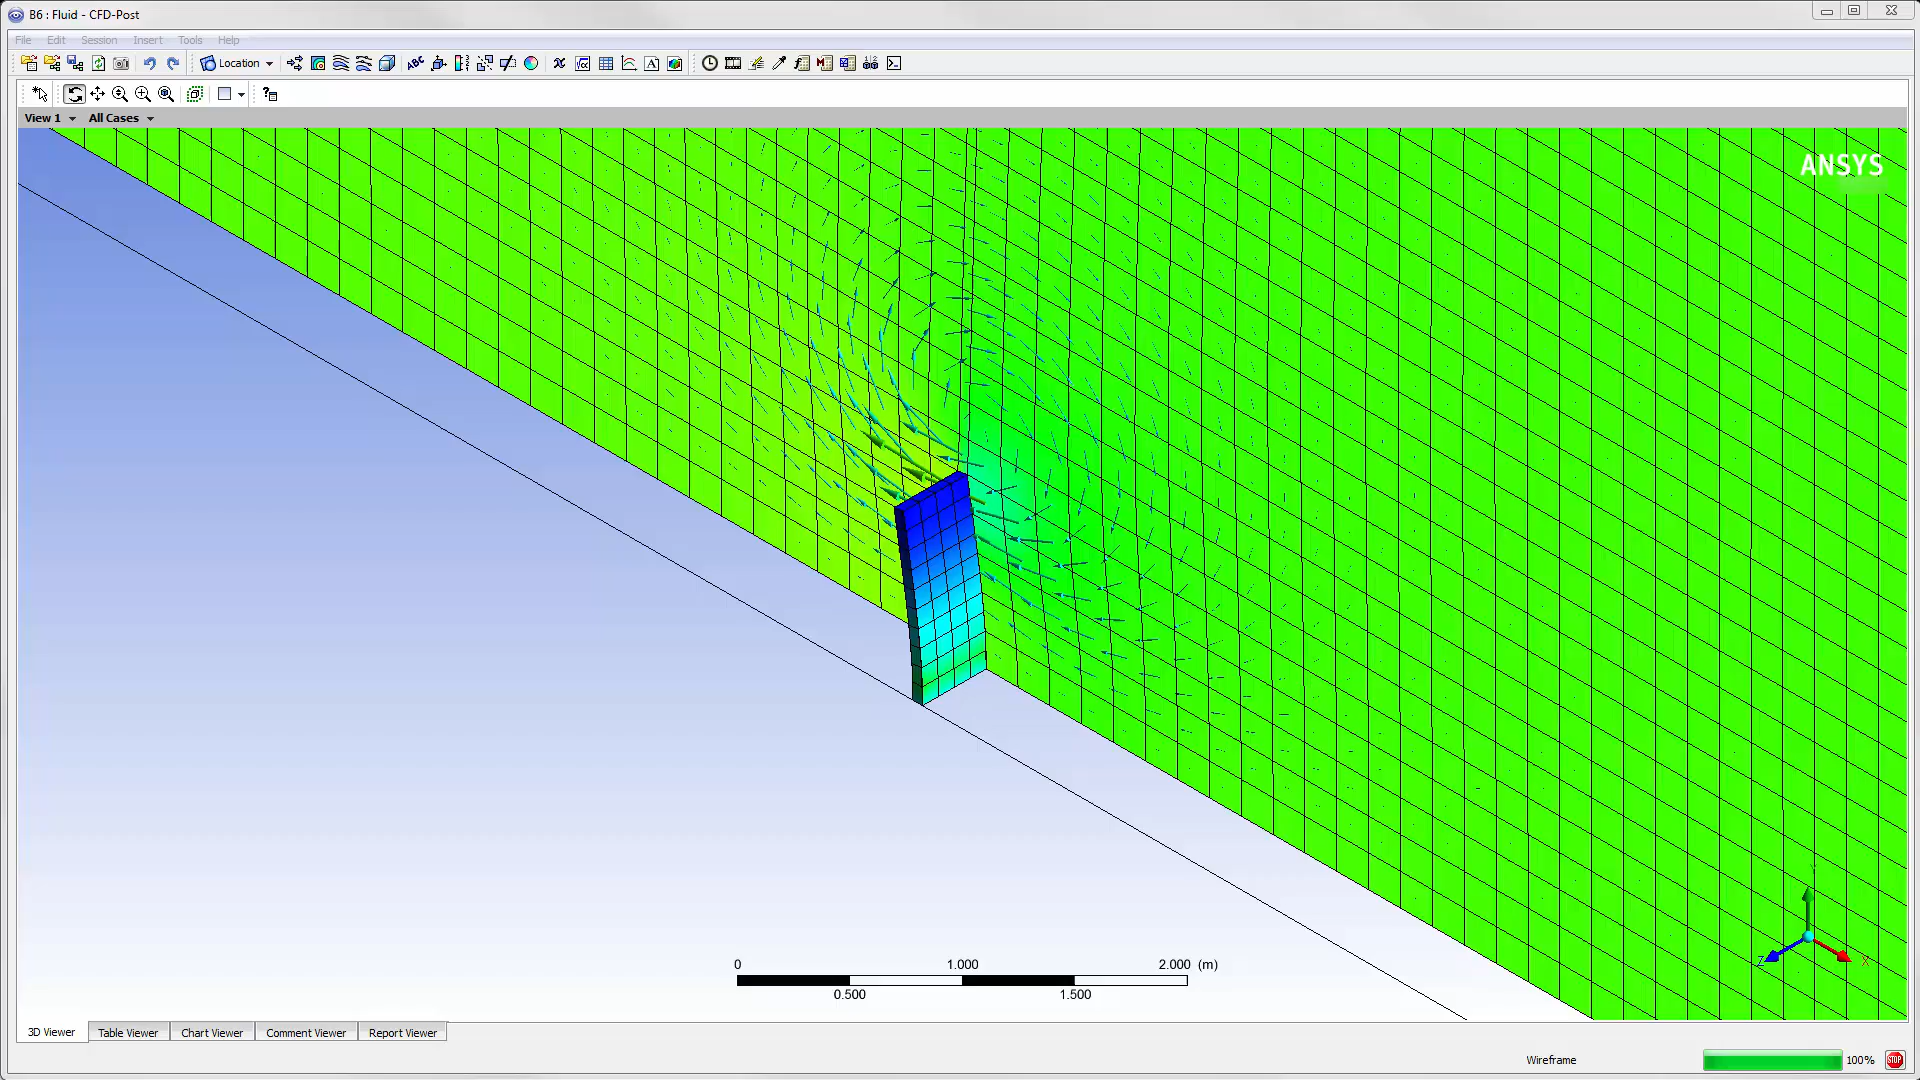 B6 : Fluid - CFD-Post
File Edit Session Insert Tools Help
Location
View 1 All Cases
ANSYS
Y
Z X
0 1.000 2.000 (m)
0.500 1.500
3D Viewer Table Viewer Chart Viewer Comment Viewer Report Viewer
Wireframe 100% STOP